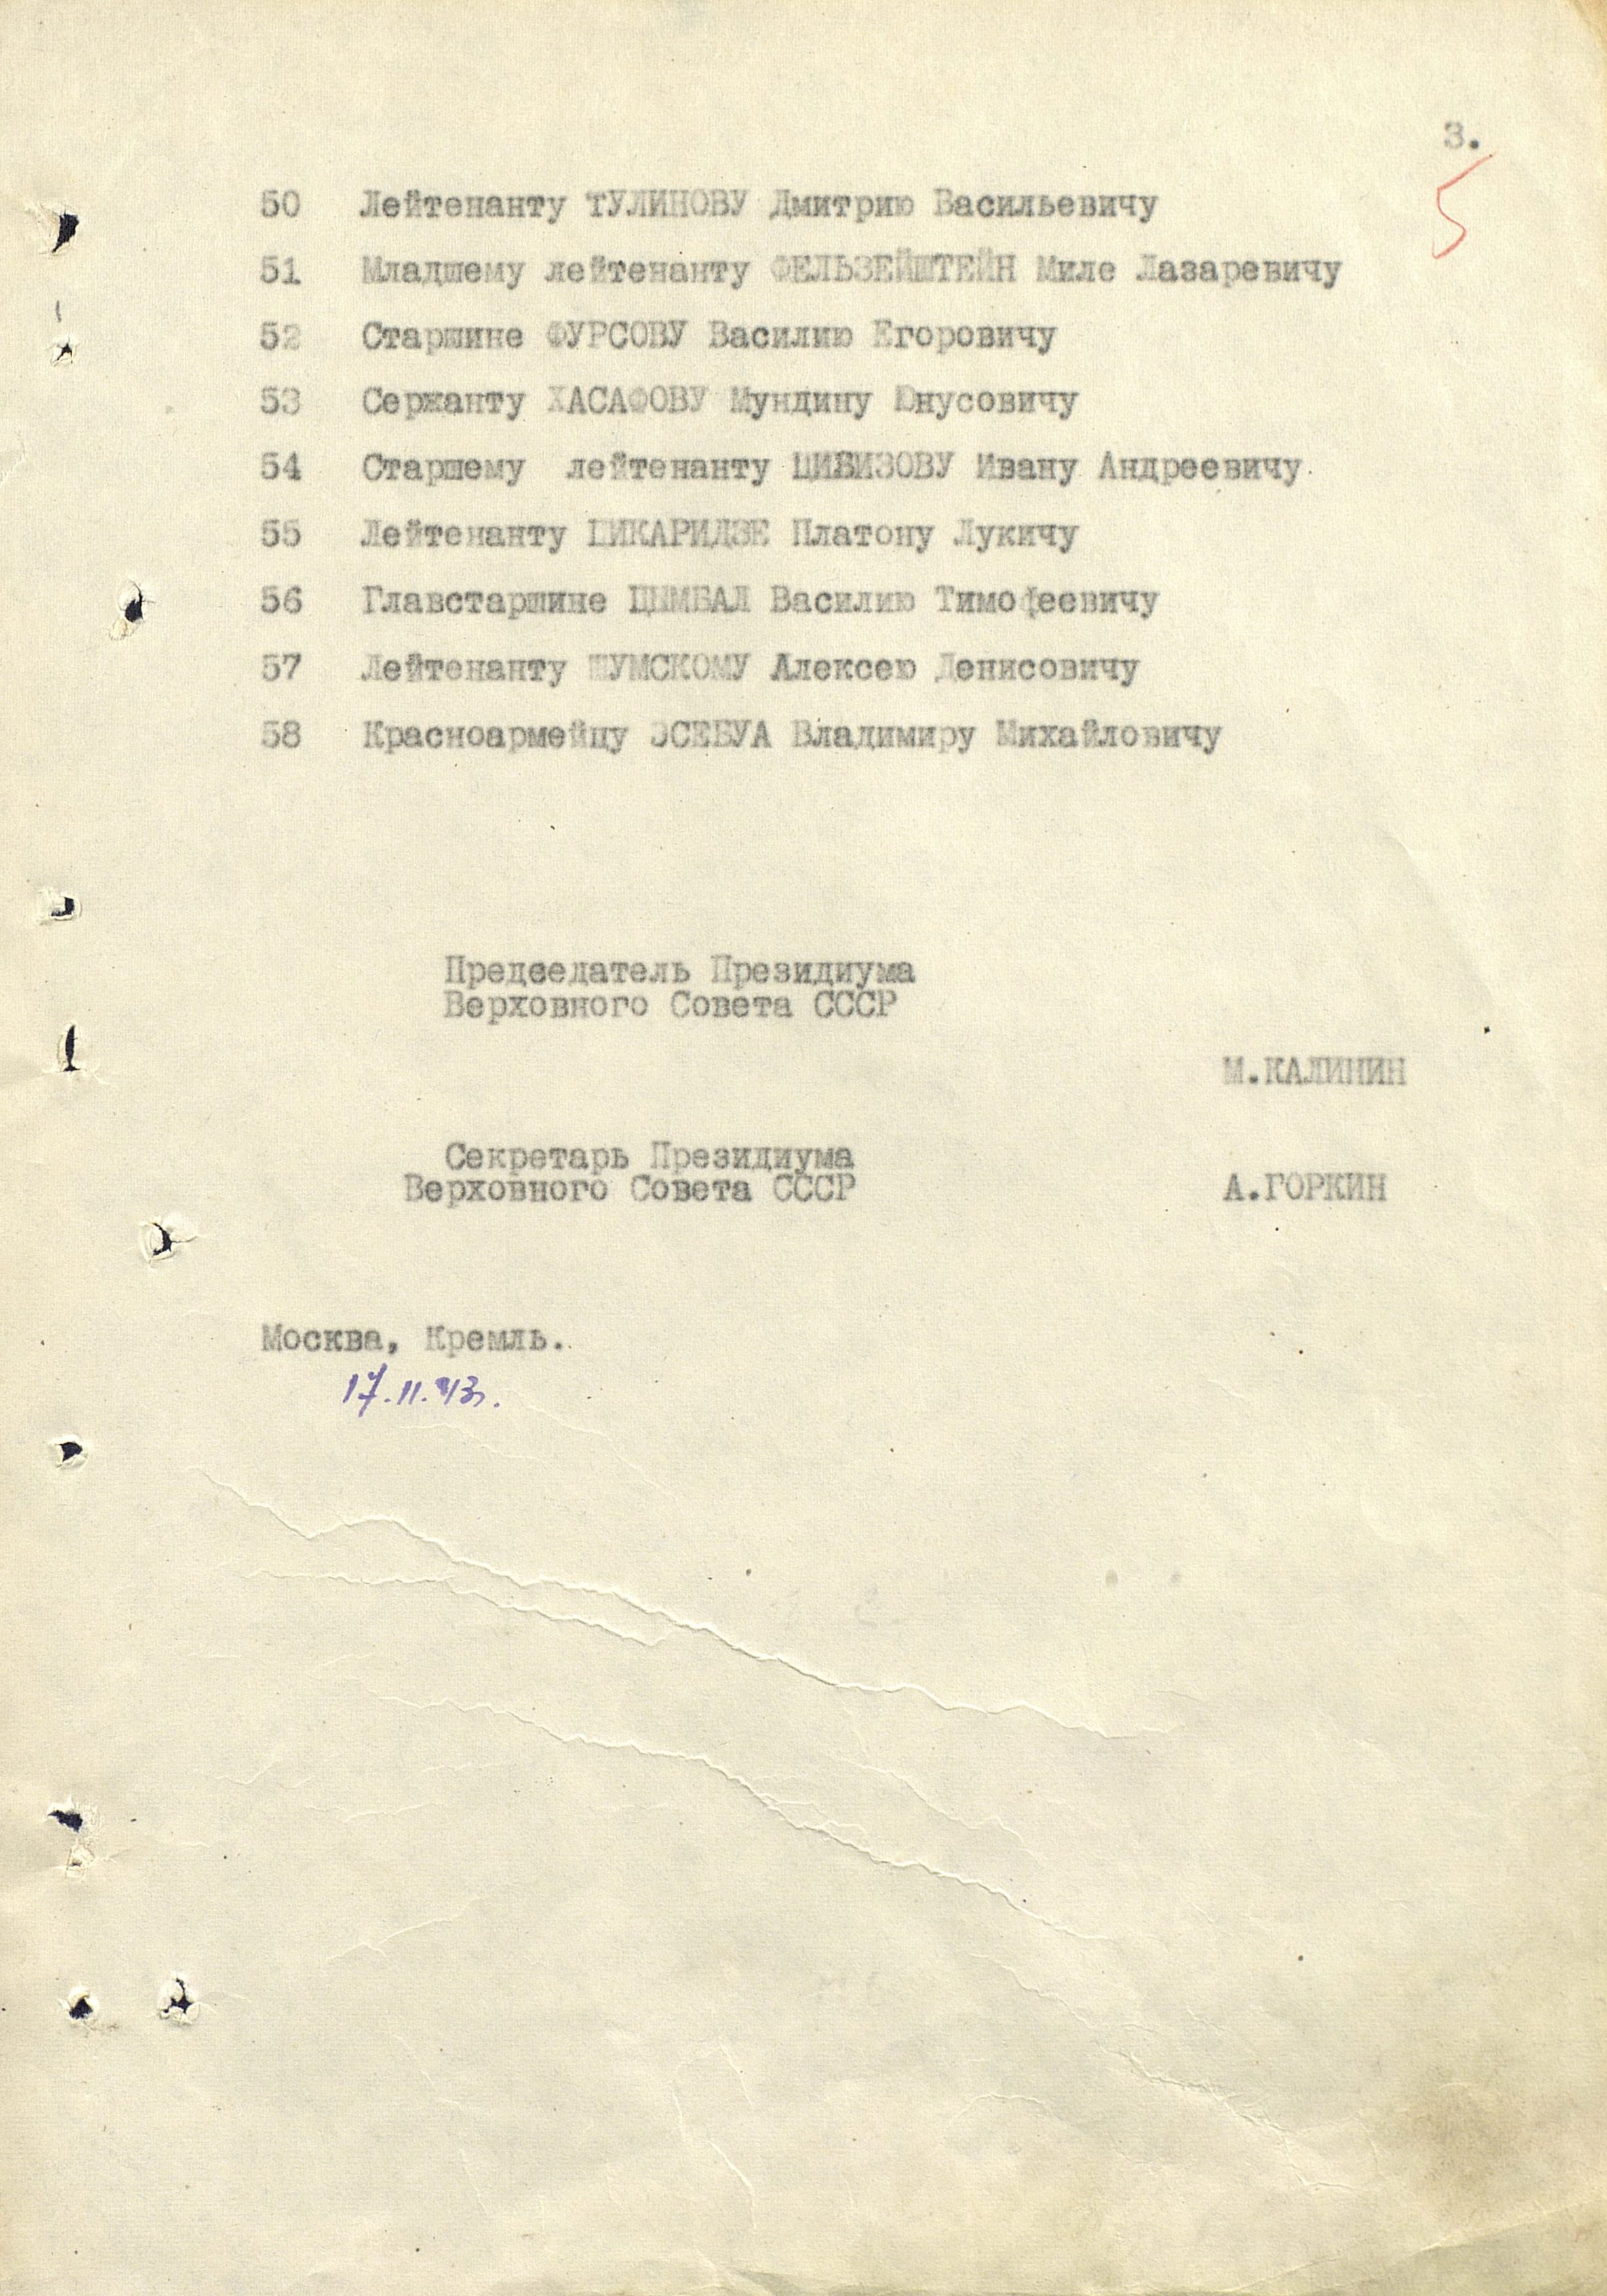 3.
5
50 Лейтенанту ТУЛИНОВУ Дмитрию Васильевичу
51 Младшему лейтенанту ФЕЛЬЗЕЙШТЕЙН Миле Лазаревичу
52 Старшине ФУРСОВУ Василию Егоровичу
53 Сержанту ХАСАФОВУ Мундину Юнусовичу
54 Старшему лейтенанту ЦИБИЗОВУ Ивану Андреевичу
55 Лейтенанту ЦИКАРИДЗЕ Платону Лукичу
56 Главстаршине ЦЫМБАЛ Василию Тимофеевичу
57 Лейтенанту ШУМСКОМУ Алексею Денисовичу
58 Красноармейцу ЭСЕБУА Владимиру Михайловичу
Председатель Президиума
Верховного Совета СССР
М.КАЛИНИН
Секретарь Президиума
Верховного Совета СССР А.ГОРКИН
Москва, Кремль.
17.11.43г.